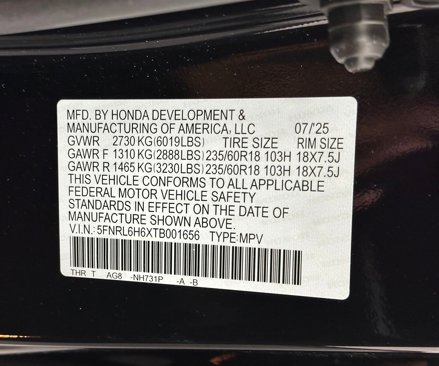 MFD. BY HONDA DEVELOPMENT &
MANUFACTURING OF AMERICA, LLC 07/'25
GVWR 2730 KG(6019LBS) TIRE SIZE RIM SIZE
GAWR F 1310 KG(2888LBS) 235/60R18 103H 18X7.5J
GAWR R 1465 KG(3230LBS) 235/60R18 103H 18X7.5J
THIS VEHICLE CONFORMS TO ALL APPLICABLE
FEDERAL MOTOR VEHICLE SAFETY
STANDARDS IN EFFECT ON THE DATE OF
MANUFACTURE SHOWN ABOVE.
V.I.N.: 5FNRL6H6XTB001656 TYPE:MPV
THR T AG8 -NH731P -A -B